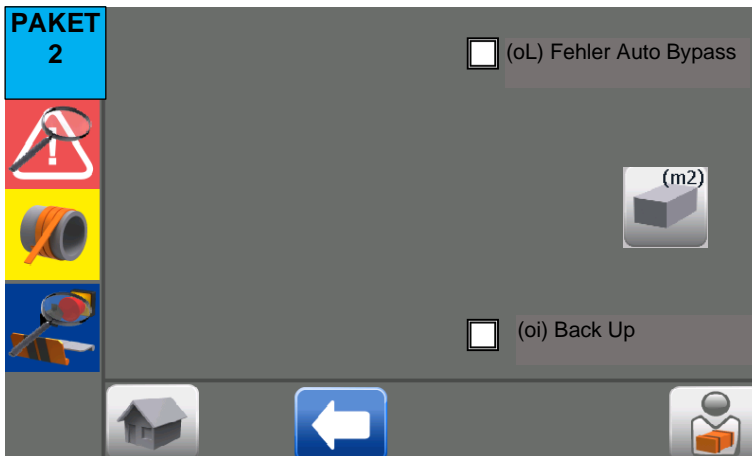 PAKET
2
(oL) Fehler Auto Bypass
(m2)
(oi) Back Up